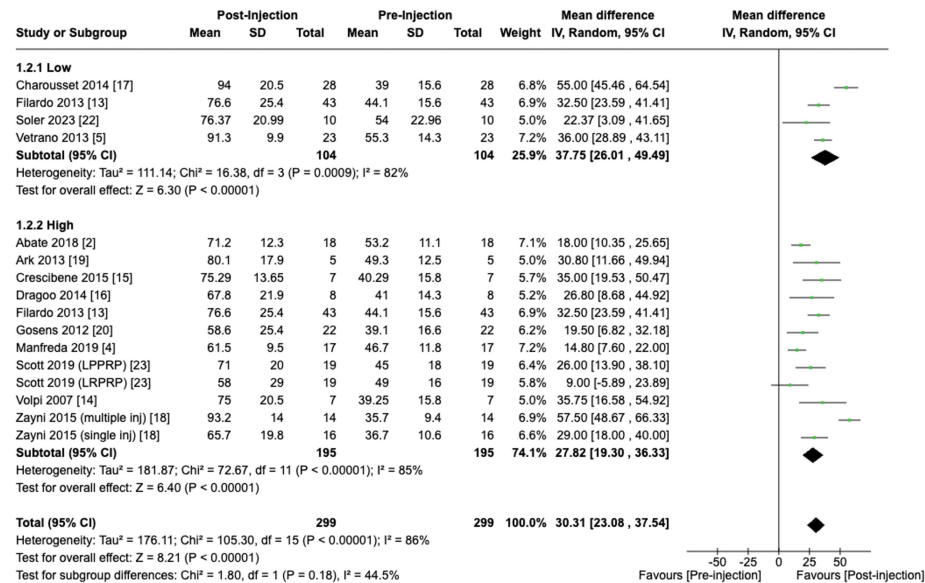 Post-Injection Pre-Injection Mean difference Mean difference
Study or Subgroup Mean SD Total Mean SD Total Weight IV, Random, 95% CI IV, Random, 95% CI
1.2.1 Low
Charousset 2014 [17] 94 20.5 28 39 15.6 28 6.8% 55.00 [45.46 , 64.54]
Filardo 2013 [13] 76.6 25.4 43 44.1 15.6 43 6.9% 32.50 [23.59 , 41.41]
Soler 2023 [22] 76.37 20.99 10 54 22.96 10 5.0% 22.37 [3.09 , 41.65]
Vetrano 2013 [5] 91.3 9.9 23 55.3 14.3 23 7.2% 36.00 [28.89 , 43.11]
Subtotal (95% CI) 104 104 25.9% 37.75 [26.01 , 49.49]
Heterogeneity: Tau² = 111.14; Chi² = 16.38, df = 3 (P = 0.0009); I² = 82%
Test for overall effect: Z = 6.30 (P < 0.00001)
1.2.2 High
Abate 2018 [2] 71.2 12.3 18 53.2 11.1 18 7.1% 18.00 [10.35 , 25.65]
Ark 2013 [19] 80.1 17.9 5 49.3 12.5 5 5.0% 30.80 [11.66 , 49.94]
Crescibene 2015 [15] 75.29 13.65 7 40.29 15.8 7 5.7% 35.00 [19.53 , 50.47]
Dragoo 2014 [16] 67.8 21.9 8 41 14.3 8 5.2% 26.80 [8.68 , 44.92]
Filardo 2013 [13] 76.6 25.4 43 44.1 15.6 43 6.9% 32.50 [23.59 , 41.41]
Gosens 2012 [20] 58.6 25.4 22 39.1 16.6 22 6.2% 19.50 [6.82 , 32.18]
Manfreda 2019 [4] 61.5 9.5 17 46.7 11.8 17 7.2% 14.80 [7.60 , 22.00]
Scott 2019 (LPPRP) [23] 71 20 19 45 18 19 6.4% 26.00 [13.90 , 38.10]
Scott 2019 (LRPRP) [23] 58 29 19 49 16 19 5.8% 9.00 [-5.89 , 23.89]
Volpi 2007 [14] 75 20.5 7 39.25 15.8 7 5.0% 35.75 [16.58 , 54.92]
Zayni 2015 (multiple inj) [18] 93.2 14 14 35.7 9.4 14 6.9% 57.50 [48.67 , 66.33]
Zayni 2015 (single inj) [18] 65.7 19.8 16 36.7 10.6 16 6.6% 29.00 [18.00 , 40.00]
Subtotal (95% CI) 195 195 74.1% 27.82 [19.30 , 36.33]
Heterogeneity: Tau² = 181.87; Chi² = 72.67, df = 11 (P < 0.00001); I² = 85%
Test for overall effect: Z = 6.40 (P < 0.00001)
Total (95% CI) 299 299 100.0% 30.31 [23.08 , 37.54]
Heterogeneity: Tau² = 176.11; Chi² = 105.30, df = 15 (P < 0.00001); I² = 86%
Test for overall effect: Z = 8.21 (P < 0.00001) -50 -25 0 25 50
Test for subgroup differences: Chi² = 1.80, df = 1 (P = 0.18), I² = 44.5% Favours [Pre-injection] Favours [Post-injection]